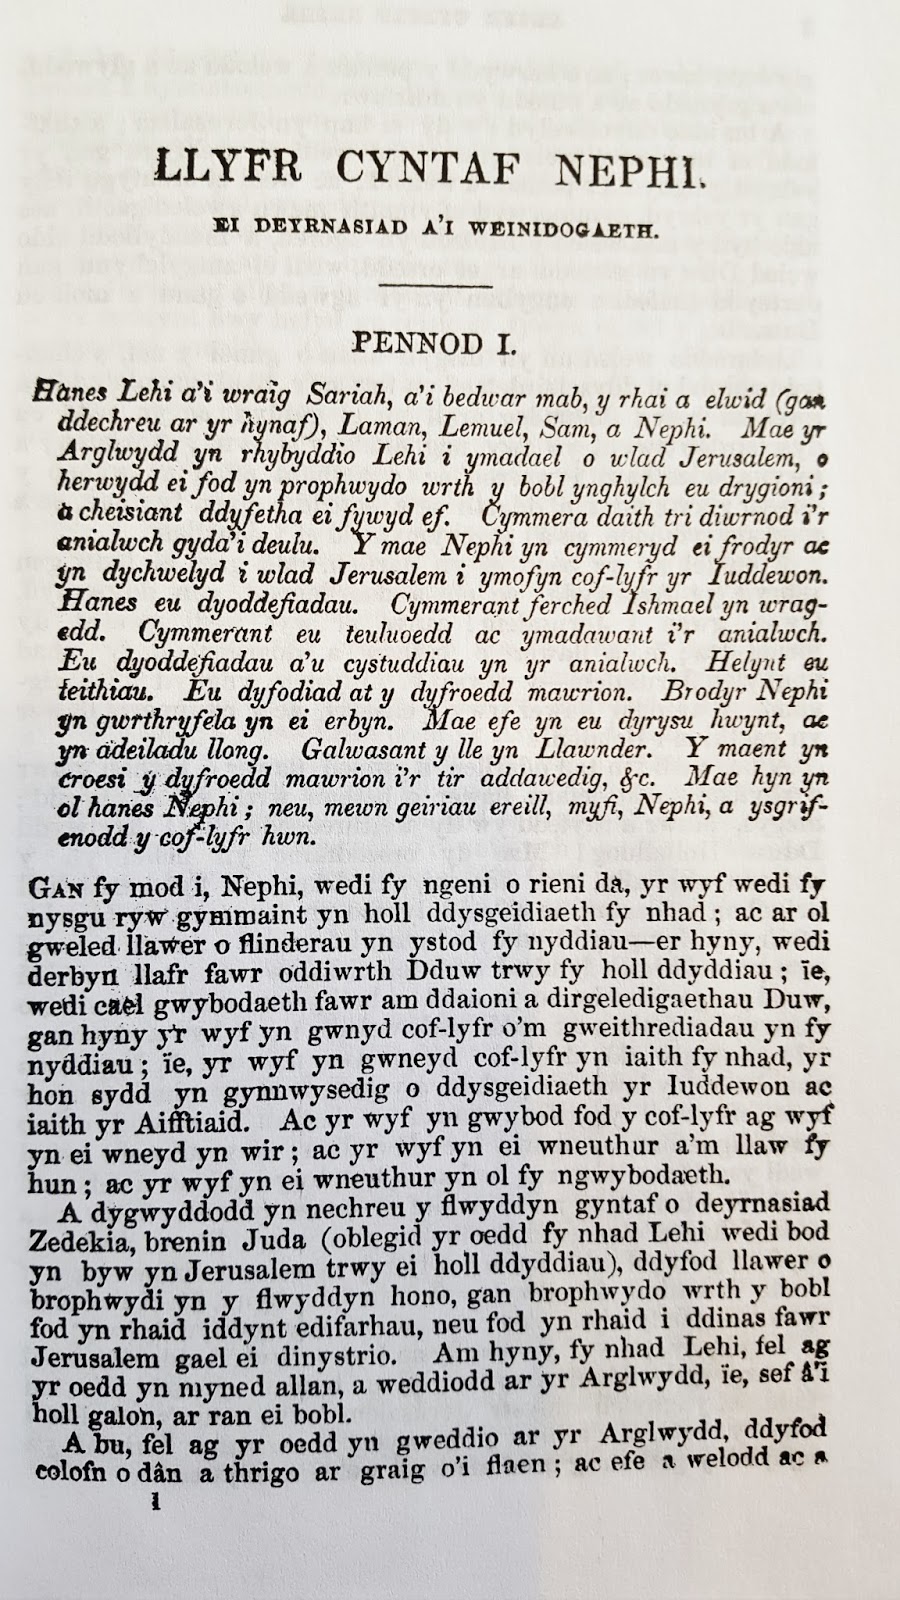 LLYFR CYNTAF NEPHI.
EI DEYRNASIAD A'I WEINIDOGAETH.
PENNOD I.
Hanes Lehi a'i wraig Sariah, a'i bedwar mab, y rhai a elwid (gan
ddechreu ar yr hynaf), Laman, Lemuel, Sam, a Nephi. Mae yr
Arglwydd yn rhybyddio Lehi i ymadael o wlad Jerusalem, o
herwydd ei fod yn prophwydo wrth y bobl ynghylch eu drygioni;
a cheisiant ddyfetha ei fywyd ef. Cymmera daith tri diwrnod i'r
anialwch gyda'i deulu. Y mae Nephi yn cymmeryd ei frodyr ac
yn dychwelyd i wlad Jerusalem i ymofyn cof-lyfr yr Iuddewon.
Hanes eu dyoddefiadau. Cymmerant ferched Ishmael yn wrag-
edd. Cymmerant eu teuluoedd ac ymadawant i'r anialwch.
Eu dyoddefiadau a'u cystuddiau yn yr anialwch. Helynt eu
teithiau. Eu dyfodiad at y dyfroedd mawrion. Brodyr Nephi
yn gwrthryfela yn ei erbyn. Mae efe yn eu dyrysu hwynt, ac
yn adeiladu llong. Galwasant y lle yn Llawnder. Y maent yn
croesi y dyfroedd mawrion i'r tir addawedig, &c. Mae hyn yn
ol hanes Nephi; neu, mewn geiriau ereill, myfi, Nephi, a ysgrif-
enodd y cof-lyfr hwn.
GAN fy mod i, Nephi, wedi fy ngeni o rieni da, yr wyf wedi fy
nysgu ryw gymmaint yn holl ddysgeidiaeth fy nhad; ac ar ol
gweled llawer o flinderau yn ystod fy nyddiau—er hyny, wedi
derbyn llafr fawr oddiwrth Dduw trwy fy holl ddyddiau; ïe,
wedi cael gwybodaeth fawr am ddaioni a dirgeledigaethau Duw,
gan hyny yr wyf yn gwnyd cof-lyfr o'm gweithrediadau yn fy
nyddiau; ïe, yr wyf yn gwneyd cof-lyfr yn iaith fy nhad, yr
hon sydd yn gynnwysedig o ddysgeidiaeth yr Iuddewon ac
iaith yr Aifftiaid. Ac yr wyf yn gwybod fod y cof-lyfr ag wyf
yn ei wneyd yn wir; ac yr wyf yn ei wneuthur a'm llaw fy
hun; ac yr wyf yn ei wneuthur yn ol fy ngwybodaeth.
A dygwyddodd yn nechreu y flwyddyn gyntaf o deyrnasiad
Zedekia, brenin Juda (oblegid yr oedd fy nhad Lehi wedi bod
yn byw yn Jerusalem trwy ei holl ddyddiau), ddyfod llawer o
brophwydi yn y flwyddyn hono, gan brophwydo wrth y bobl
fod yn rhaid iddynt edifarhau, neu fod yn rhaid i ddinas fawr
Jerusalem gael ei dinystrio. Am hyny, fy nhad Lehi, fel ag
yr oedd yn myned allan, a weddiodd ar yr Arglwydd, ïe, sef â'i
holl galon, ar ran ei bobl.
A bu, fel ag yr oedd yn gweddio ar yr Arglwydd, ddyfod
colofn o dân a thrigo ar graig o'i flaen; ac efe a welodd ac a
1